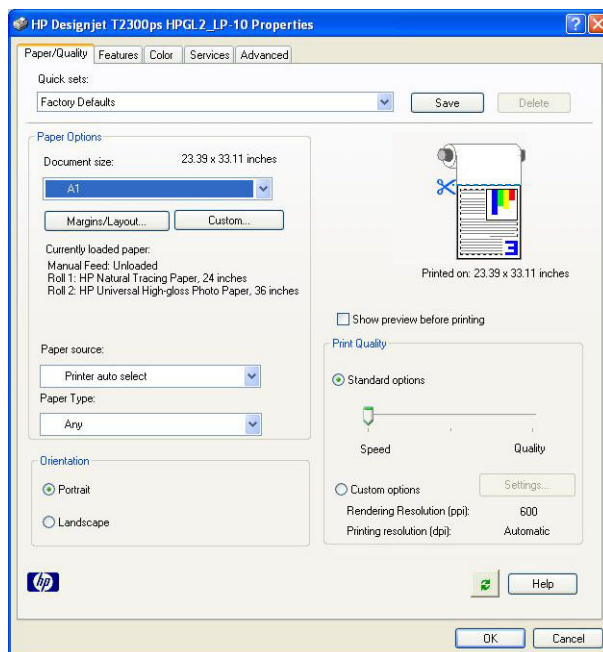 HP Designjet T2300ps HPGL2_LP-10 Properties
Paper/Quality Features Color Services Advanced
Quick sets:
Factory Defaults Save Delete
Paper Options
Document size: 23.39 x 33.11 inches
A1
Margins/Layout... Custom...
Currently loaded paper:
Manual Feed: Unloaded
Roll 1: HP Natural Tracing Paper, 24 inches
Roll 2: HP Universal High-gloss Photo Paper, 36 inches
Paper source:
Printer auto select
Paper Type:
Any
Orientation
Portrait
Landscape
3
Printed on: 23.39 x 33.11 inches
Show preview before printing
Print Quality
Standard options
Speed Quality
Custom options Settings...
Rendering Resolution (ppi): 600
Printing resolution (dpi): Automatic
hp Help
OK Cancel